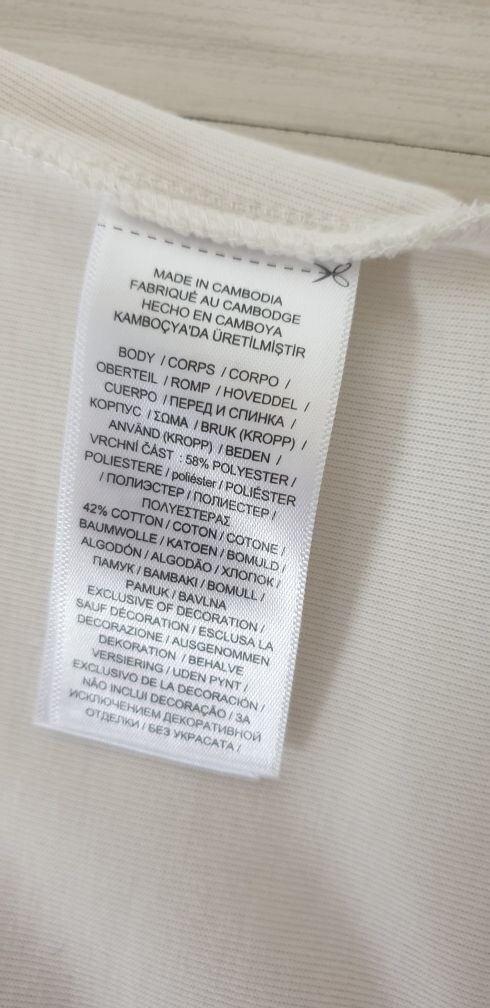 MADE IN CAMBODIA
FABRIQUÉ AU CAMBODGE
HECHO EN CAMBOYA
KAMBOÇYA'DA ÜRETİLMİŞTİR
BODY / CORPS / CORPO /
OBERTEIL / ROMP / HOVEDDEL /
CUERPO / ПЕРЕД И СПИНКА /
КОРПУС / ΣΩΜΑ / BRUK (KROPP) /
ANVÄND (KROPP) / BEDEN /
VRCHNÍ ČÁST : 58% POLYESTER /
POLIESTERE / poliéster / POLIÉSTER
/ ПОЛИЭСТЕР / ПОЛИЕСТЕР /
ΠΟΛΥΕΣΤΕΡΑΣ
42% COTTON / COTON / COTONE /
BAUMWOLLE / KATOEN / BOMULD /
ALGODÓN / ALGODÃO / ХЛОПОК /
ПАМУК / ΒΑΜΒΑΚΙ / BOMULL /
PAMUK / BAVLNA
EXCLUSIVE OF DECORATION /
SAUF DÉCORATION / ESCLUSA LA
DECORAZIONE / AUSGENOMMEN
DEKORATION / BEHALVE
VERSIERING / UDEN PYNT /
EXCLUSIVO DE LA DECORACIÓN /
NÃO INCLUI DECORAÇÃO / ЗА
ИСКЛЮЧЕНИЕМ ДЕКОРАТИВНОЙ
ОТДЕЛКИ / БЕЗ УКРАСАТА /